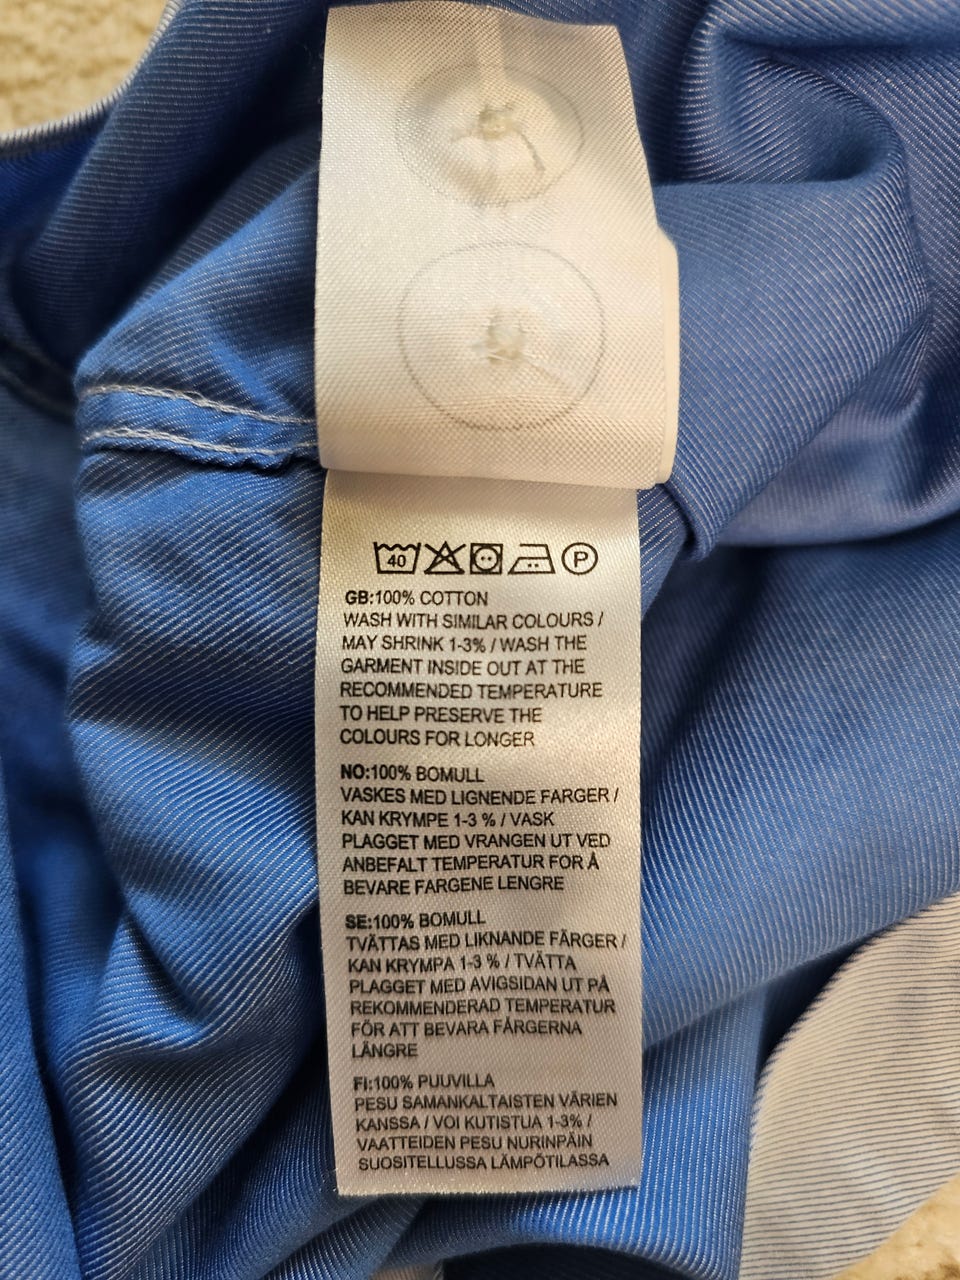 40 P
GB:100% COTTON
WASH WITH SIMILAR COLOURS /
MAY SHRINK 1-3% / WASH THE
GARMENT INSIDE OUT AT THE
RECOMMENDED TEMPERATURE
TO HELP PRESERVE THE
COLOURS FOR LONGER
NO:100% BOMULL
VASKES MED LIGNENDE FARGER /
KAN KRYMPE 1-3 % / VASK
PLAGGET MED VRANGEN UT VED
ANBEFALT TEMPERATUR FOR Å
BEVARE FARGENE LENGRE
SE:100% BOMULL
TVÄTTAS MED LIKNANDE FÄRGER /
KAN KRYMPA 1-3 % / TVÄTTA
PLAGGET MED AVIGSIDAN UT PÅ
REKOMMENDERAD TEMPERATUR
FÖR ATT BEVARA FÄRGERNA
LÄNGRE
FI:100% PUUVILLA
PESU SAMANKALTAISTEN VÄRIEN
KANSSA / VOI KUTISTUA 1-3% /
VAATTEIDEN PESU NURINPÄIN
SUOSITELLUSSA LÄMPÖTILASSA